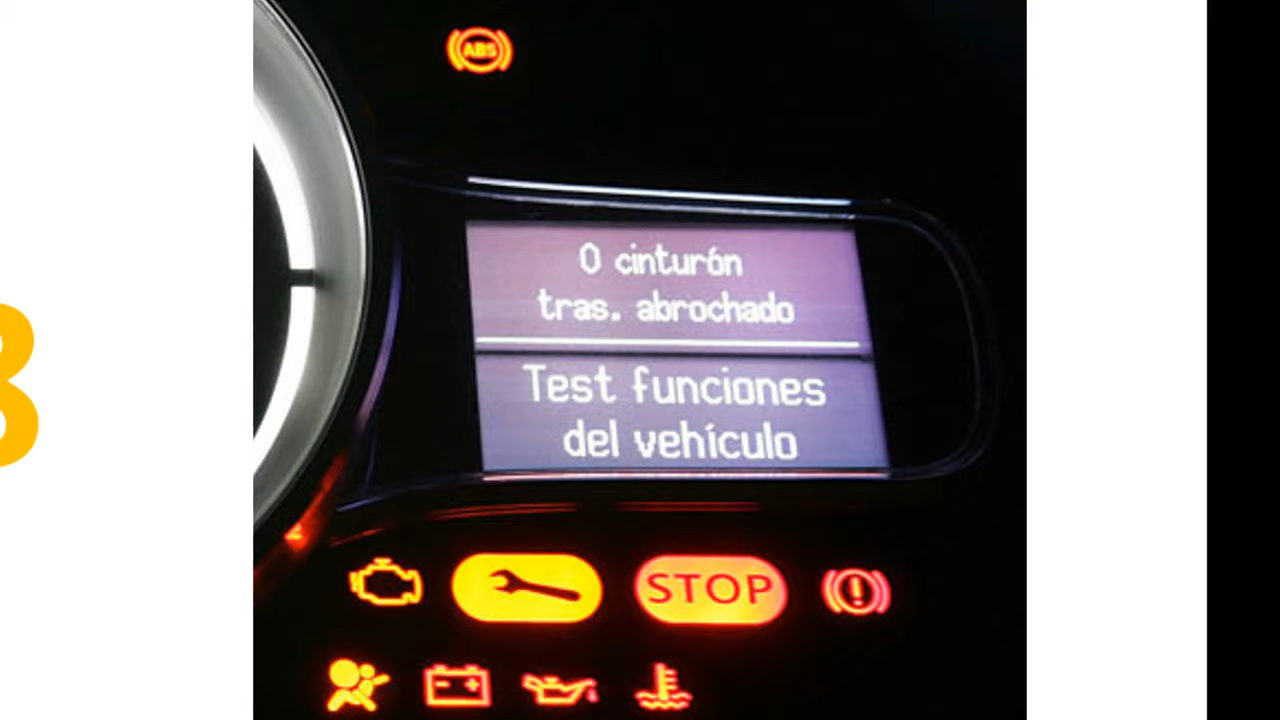 ABS
0 cinturón
tras. abrochado
Test funciones
del vehículo
STOP